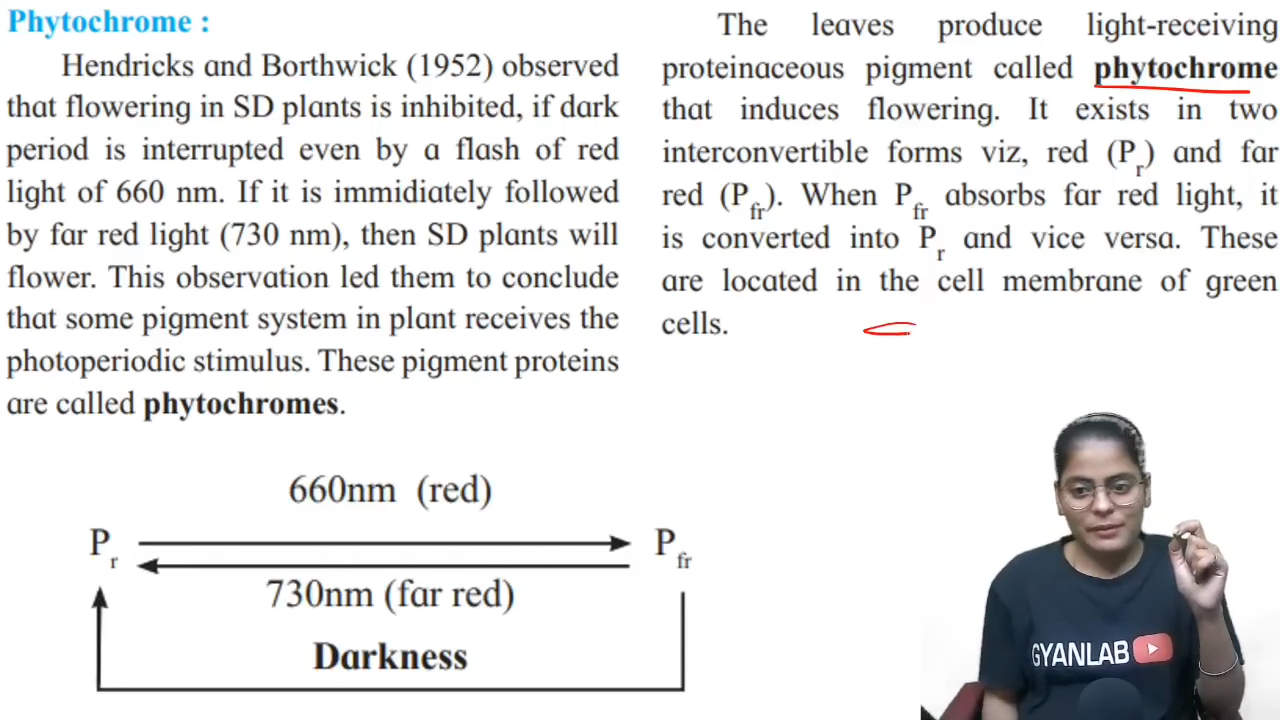 Phytochrome :
Hendricks and Borthwick (1952) observed
that flowering in SD plants is inhibited, if dark
period is interrupted even by a flash of red
light of 660 nm. If it is immidiately followed
by far red light (730 nm), then SD plants will
flower. This observation led them to conclude
that some pigment system in plant receives the
photoperiodic stimulus. These pigment proteins
are called phytochromes.
The leaves produce light-receiving
proteinaceous pigment called phytochrome
that induces flowering. It exists in two
interconvertible forms viz, red (Pr) and far
red (Pfr). When Pfr absorbs far red light, it
is converted into Pr and vice versa. These
are located in the cell membrane of green
cells.
660nm (red)
Pr
Pfr
730nm (far red)
Darkness
GYANLAB